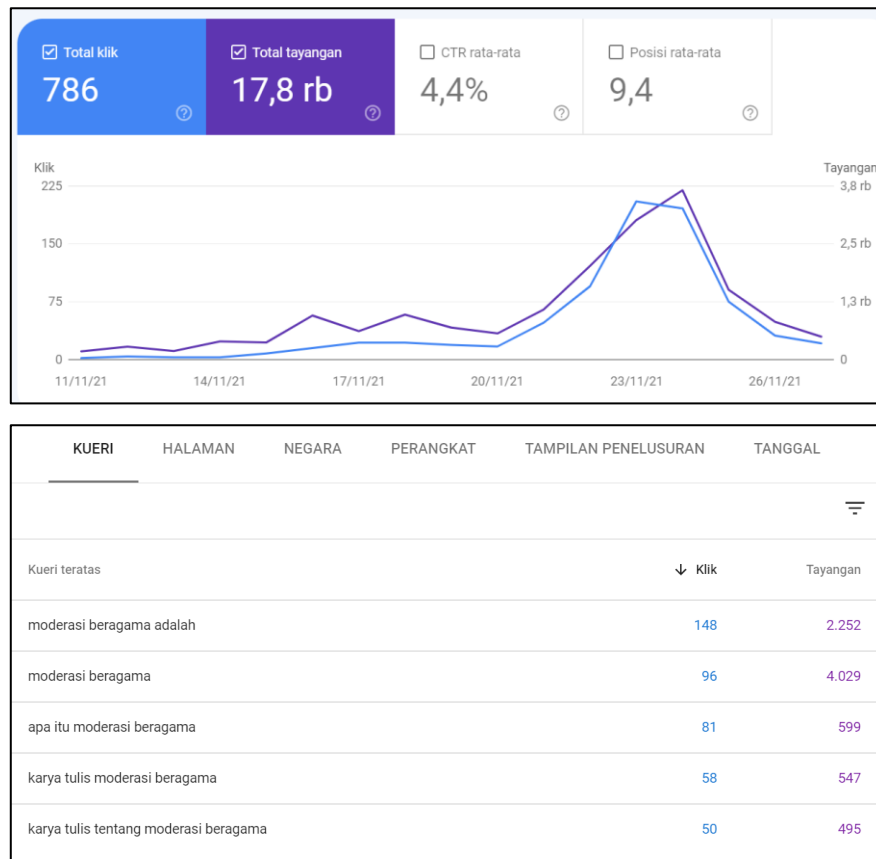 Total klik
786
Total tayangan
17,8 rb
CTR rata-rata
4,4%
Posisi rata-rata
9,4
Klik
Tayangan
225
3,8 rb
150
2,5 rb
75
1,3 rb
0
0
11/11/21 14/11/21 17/11/21 20/11/21 23/11/21 26/11/21
KUERI HALAMAN NEGARA PERANGKAT TAMPILAN PENELUSURAN TANGGAL
Kueri teratas Klik Tayangan
moderasi beragama adalah 148 2.252
moderasi beragama 96 4.029
apa itu moderasi beragama 81 599
karya tulis moderasi beragama 58 547
karya tulis tentang moderasi beragama 50 495